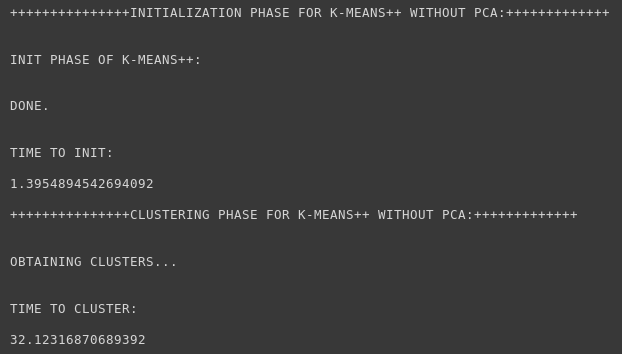 +++++++++++++++INITIALIZATION PHASE FOR K-MEANS++ WITHOUT PCA:+++++++++++++
INIT PHASE OF K-MEANS++:
DONE.
TIME TO INIT:
1.3954894542694092
+++++++++++++++CLUSTERING PHASE FOR K-MEANS++ WITHOUT PCA:+++++++++++++
OBTAINING CLUSTERS...
TIME TO CLUSTER:
32.12316870689392